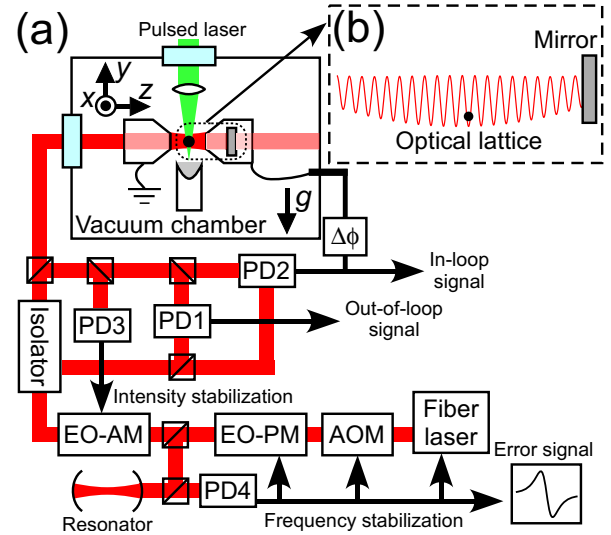 (a)
Pulsed laser
(b)
Mirror
y
x
z
Optical lattice
g
Vacuum chamber
Δϕ
PD2
In-loop
signal
PD3
PD1
Out-of-loop
signal
Isolator
Intensity stabilization
EO-AM
EO-PM
AOM
Fiber
laser
Error signal
PD4
Resonator
Frequency stabilization